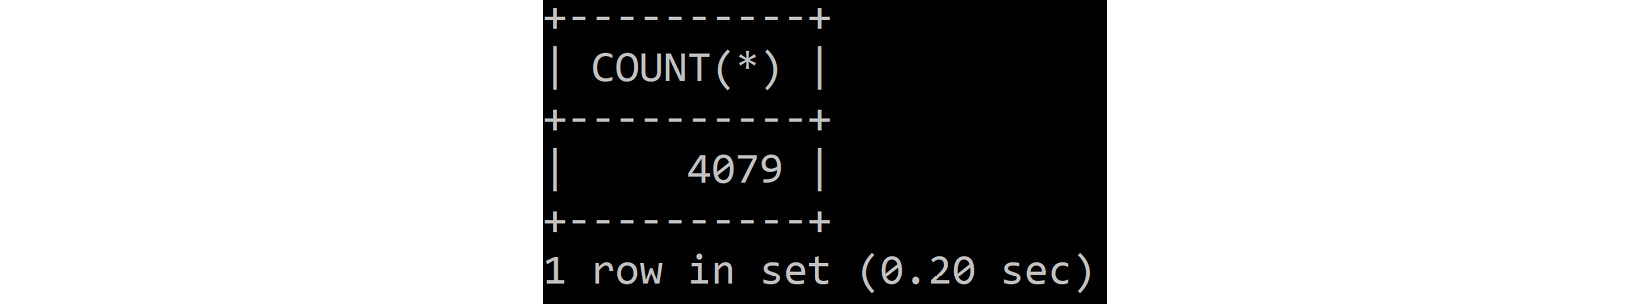 +----------+
| COUNT(*) |
+----------+
|     4079 |
+----------+
1 row in set (0.20 sec)